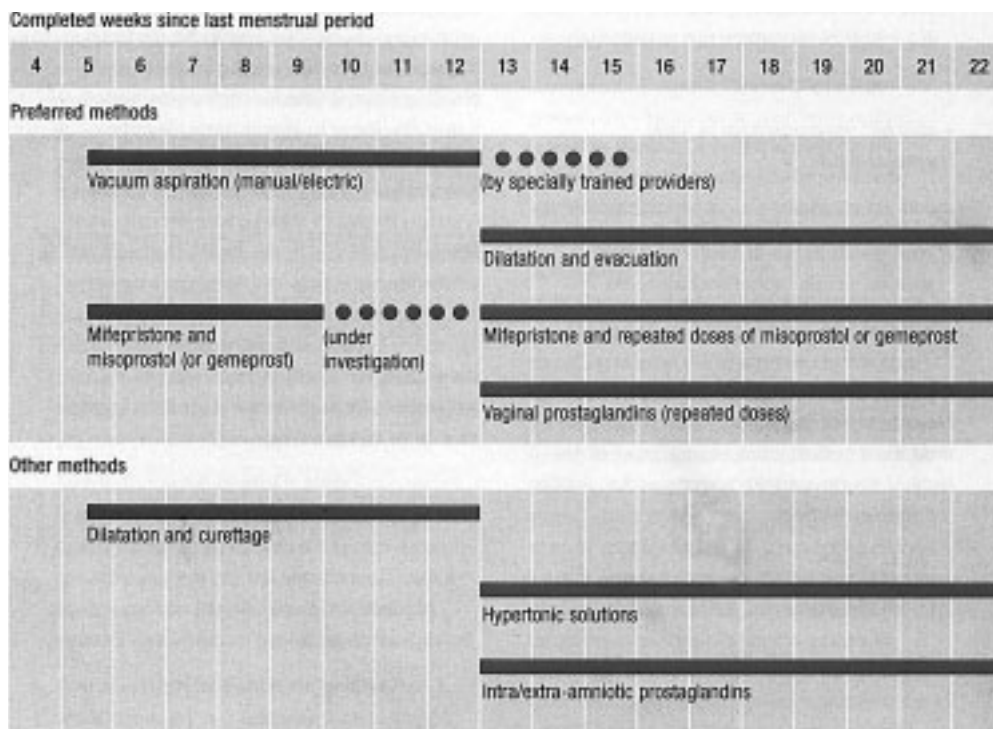 Completed weeks since last menstrual period
4 5 6 7 8 9 10 11 12 13 14 15 16 17 18 19 20 21 22
Preferred methods
Vacuum aspiration (manual/electric) (by specially trained providers)
Dilatation and evacuation
Mifepristone and (under Mifepristone and repeated doses of misoprostol or gemeprost
misoprostol (or gemeprost) investigation)
Vaginal prostaglandins (repeated doses)
Other methods
Dilatation and curettage
Hypertonic solutions
Intra/extra-amniotic prostaglandins